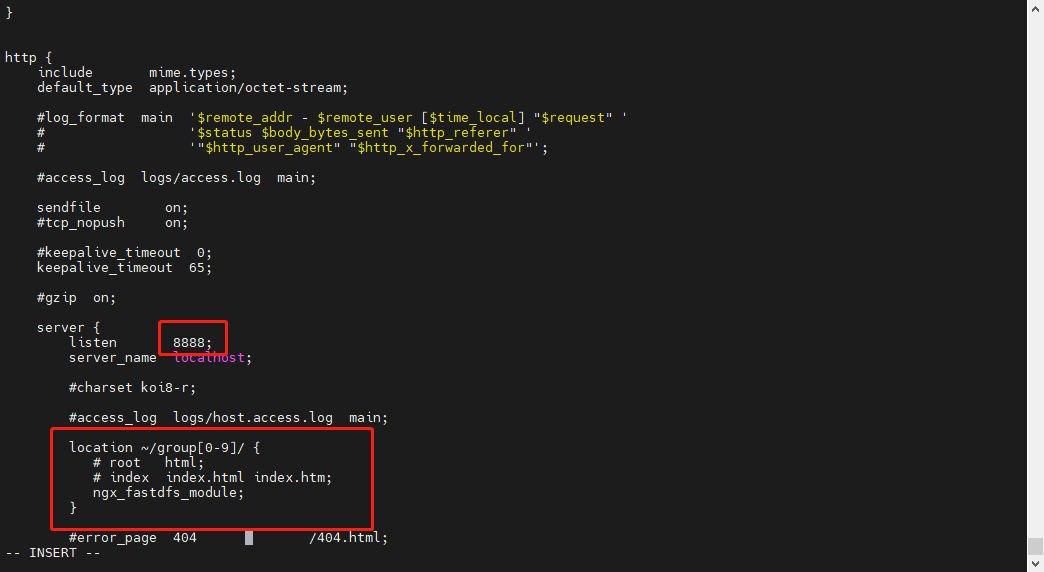 }
http {
    include       mime.types;
    default_type  application/octet-stream;
    #log_format  main  '$remote_addr - $remote_user [$time_local] "$request" '
    #                  '$status $body_bytes_sent "$http_referer" '
    #                  '"$http_user_agent" "$http_x_forwarded_for"';
    #access_log  logs/access.log  main;
    sendfile        on;
    #tcp_nopush     on;
    #keepalive_timeout  0;
    keepalive_timeout  65;
    #gzip  on;
    server {
        listen       8888;
        server_name  localhost;
        #charset koi8-r;
        #access_log  logs/host.access.log  main;
        location ~/group[0-9]/ {
           # root   html;
           # index  index.html index.htm;
           ngx_fastdfs_module;
        }
        #error_page  404              /404.html;
-- INSERT --